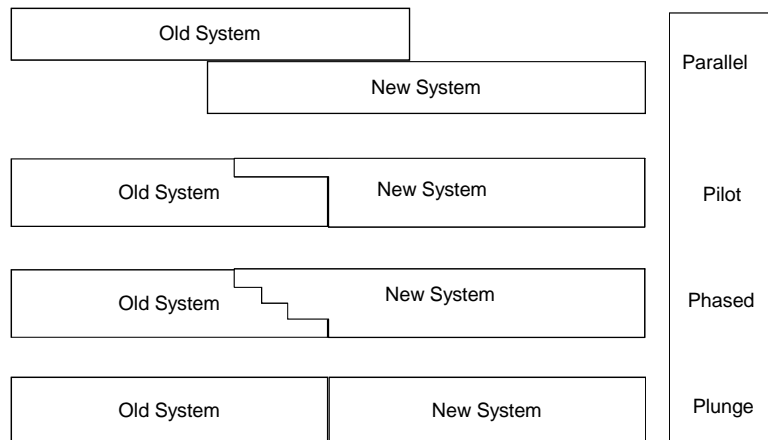 Old System
New System
Parallel
Old System
New System
Pilot
Old System
New System
Phased
Old System
New System
Plunge